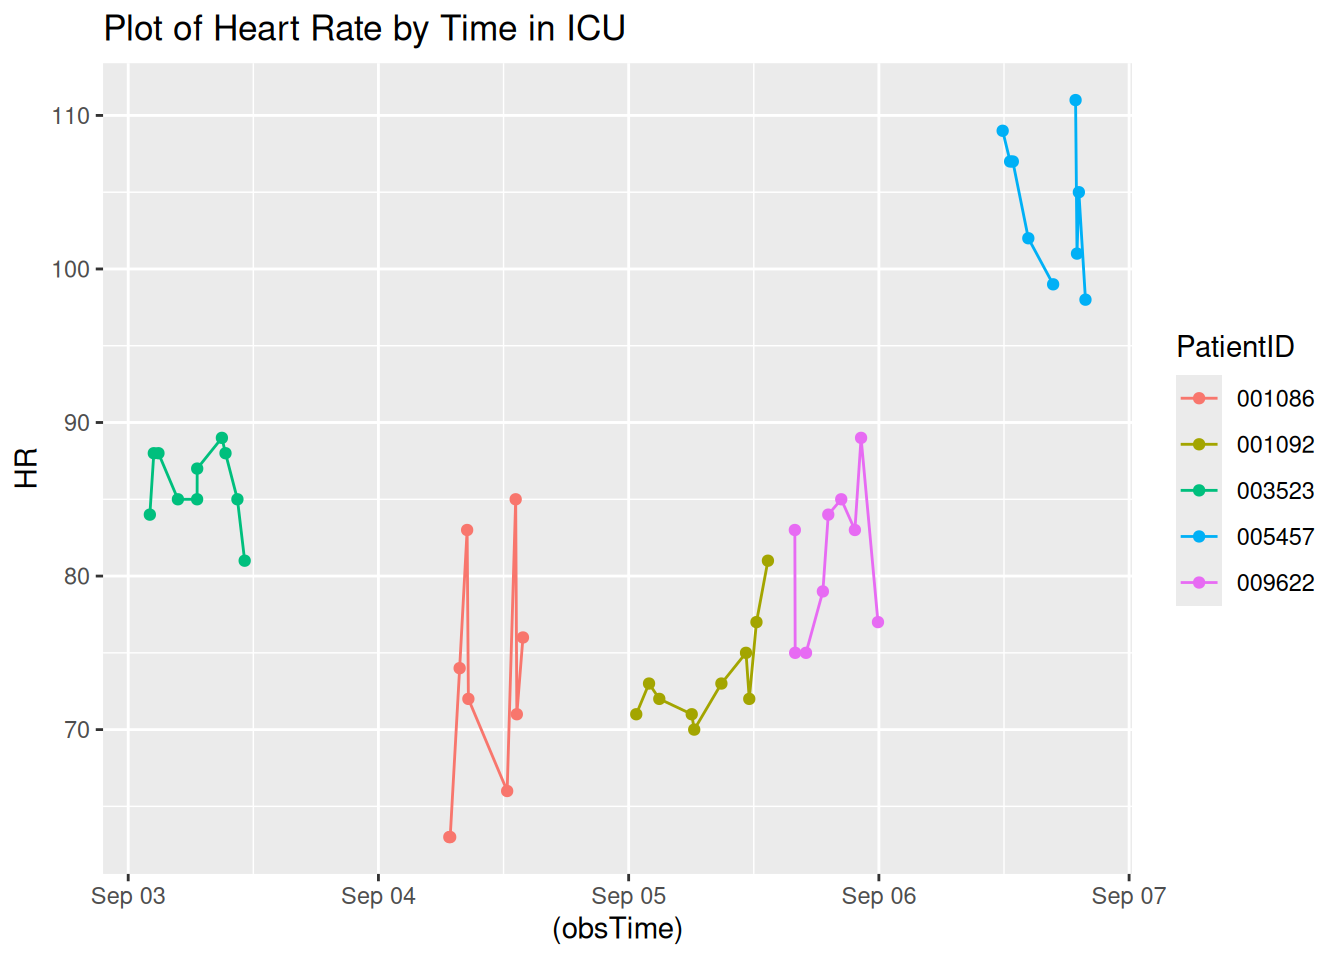 Plot of Heart Rate by Time in ICU
110
100
90
80
70
HR
Sep 03 Sep 04 Sep 05 Sep 06 Sep 07
(obsTime)
PatientID
001086
001092
003523
005457
009622